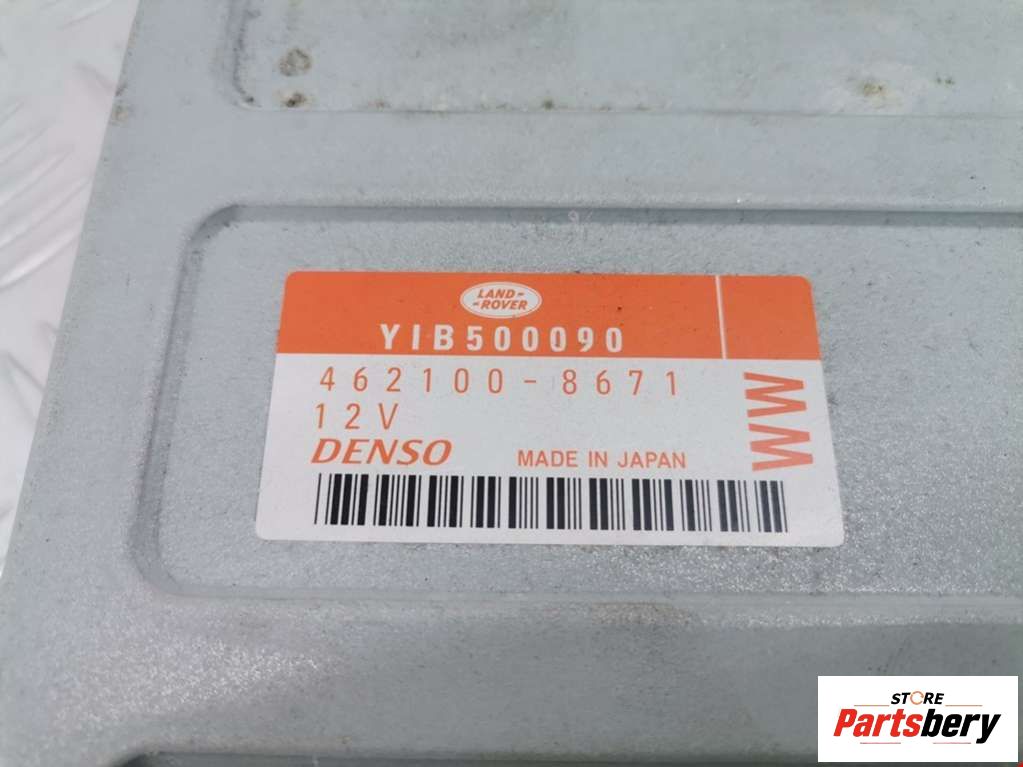 LAND-
-ROVER
YIB500090
462100-8671
12V
DENSO MADE IN JAPAN
WW
STORE
Partsbery